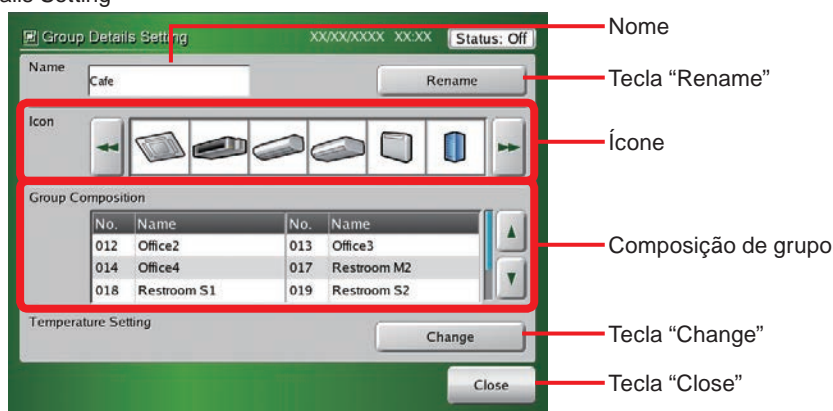 Group Details Setting XX/XX/XXXX XX:XX Status: Off
Nome
Name
Cafe
Rename
Tecla “Rename”
Icon
Ícone
Group Composition
No. Name No. Name
012 Office2 013 Office3
014 Office4 017 Restroom M2
018 Restroom S1 019 Restroom S2
Composição de grupo
Temperature Setting
Change
Tecla “Change”
Close
Tecla “Close”